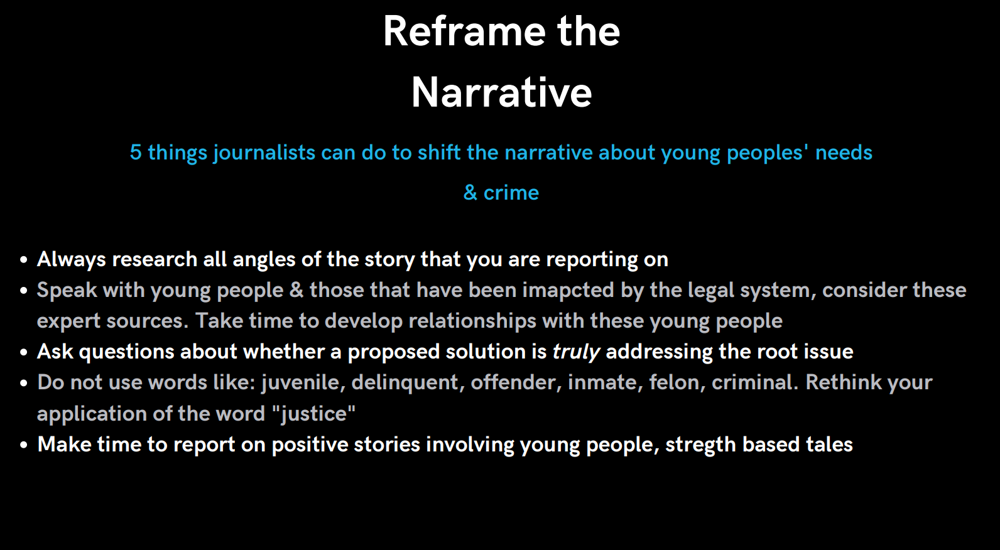 Reframe the
Narrative
5 things journalists can do to shift the narrative about young peoples' needs
& crime
• Always research all angles of the story that you are reporting on
• Speak with young people & those that have been imapcted by the legal system, consider these
expert sources. Take time to develop relationships with these young people
• Ask questions about whether a proposed solution is truly addressing the root issue
• Do not use words like: juvenile, delinquent, offender, inmate, felon, criminal. Rethink your
application of the word "justice"
• Make time to report on positive stories involving young people, stregth based tales